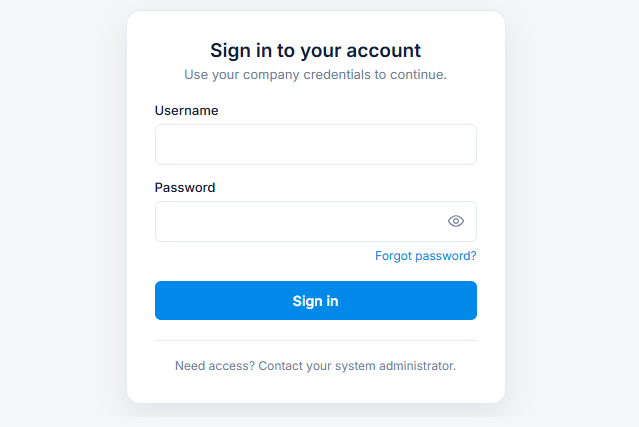 Sign in to your account
Use your company credentials to continue.
Username
Password
Forgot password?
Sign in
Need access? Contact your system administrator.